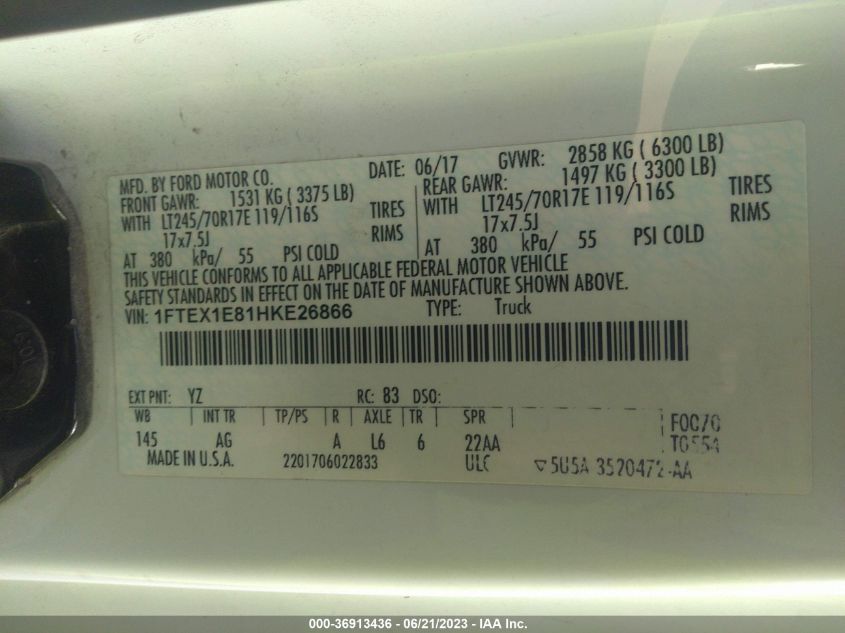 MFD. BY FORD MOTOR CO. DATE: 06/17 GVWR: 2858 KG ( 6300 LB)
FRONT GAWR: 1531 KG ( 3375 LB) REAR GAWR: 1497 KG ( 3300 LB)
WITH LT245/70R17E 119/116S TIRES WITH LT245/70R17E 119/116S TIRES
17x7.5J RIMS 17x7.5J RIMS
AT 380 kPa/ 55 PSI COLD AT 380 kPa/ 55 PSI COLD
THIS VEHICLE CONFORMS TO ALL APPLICABLE FEDERAL MOTOR VEHICLE
SAFETY STANDARDS IN EFFECT ON THE DATE OF MANUFACTURE SHOWN ABOVE.
VIN: 1FTEX1E81HKE26866 TYPE: Truck
EXT PNT: YZ RC: 83 DSO:
WB INT TR TP/PS R AXLE TR SPR F0070
145 AG A L6 6 22AA T0554
MADE IN U.S.A. 2201706022833 ULC ▽5U5A 3520472-AA
000-36913436 - 06/21/2023 - IAA Inc.